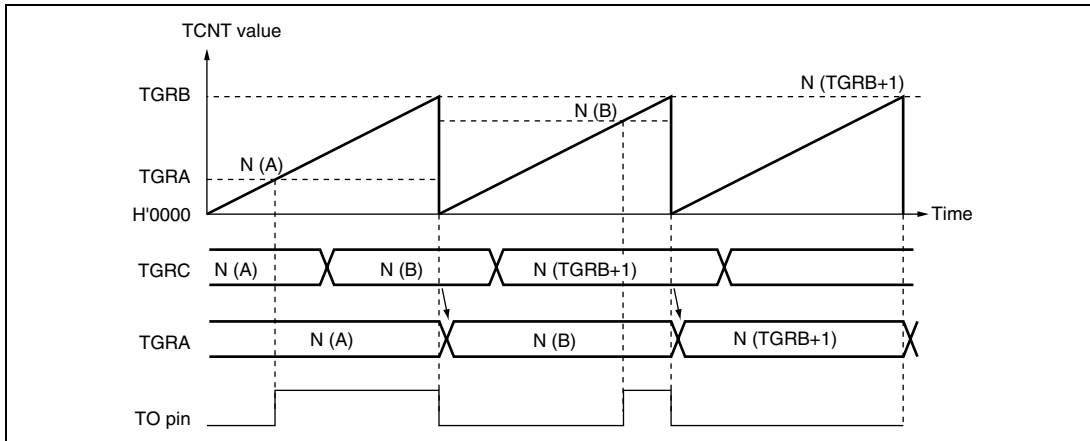 TCNT value
TGRB
N (TGRB+1)
N (B)
N (A)
TGRA
H'0000
Time
TGRC
N (A)
N (B)
N (TGRB+1)
TGRA
N (A)
N (B)
N (TGRB+1)
TO pin